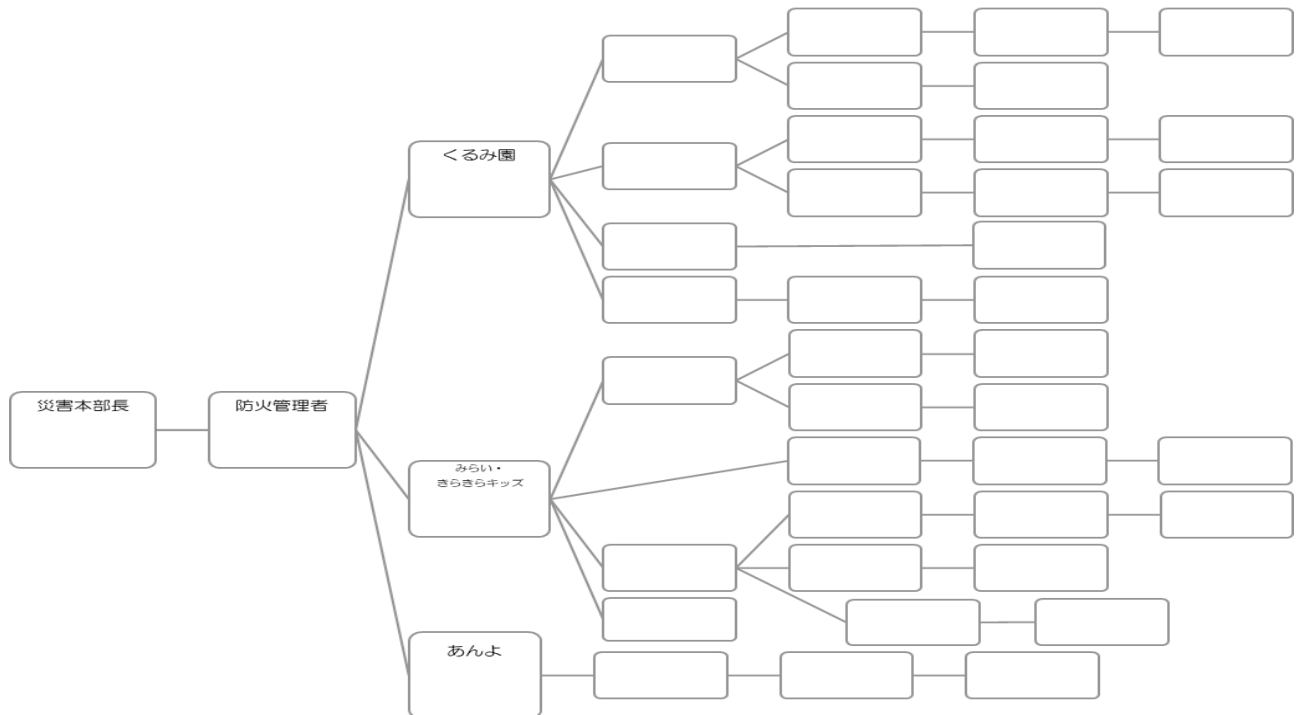 くるみ園
災害本部長
防火管理者
みらい・
きらきらキッズ
あんよ